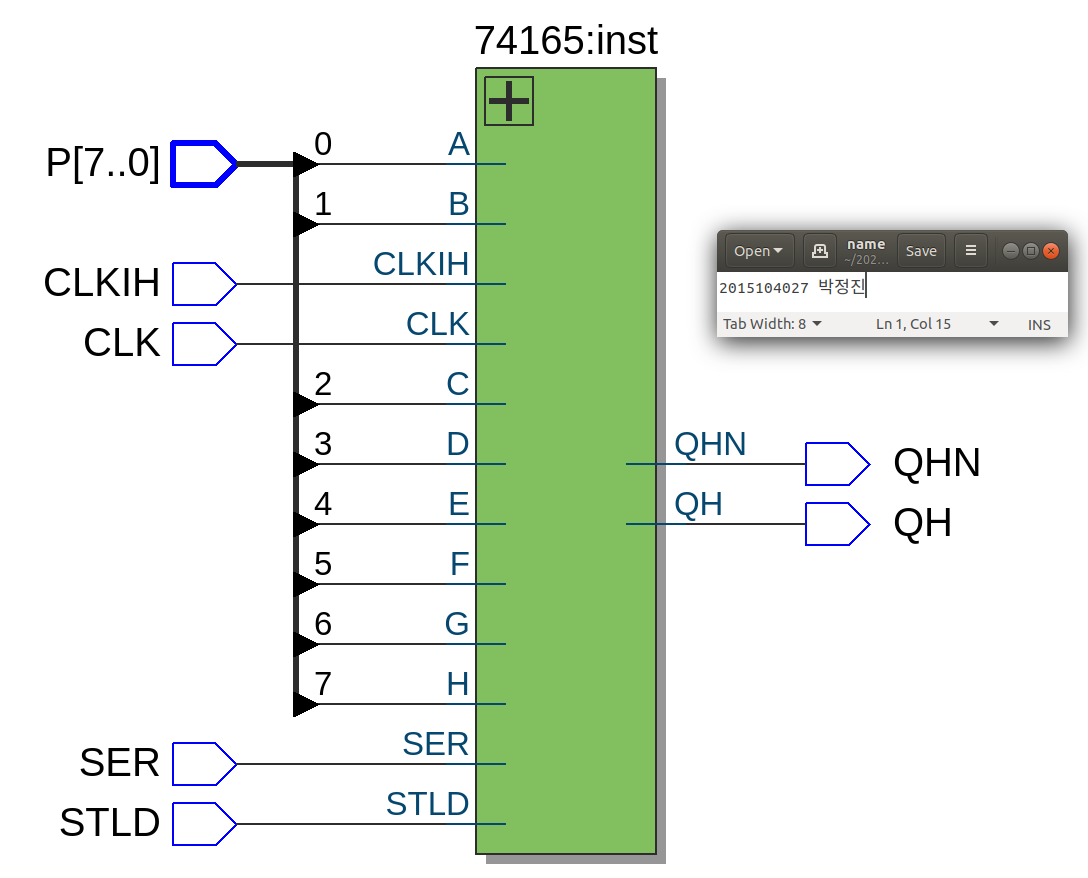 74165:inst
P[7..0]
0 A
1 B
CLKIH CLKIH
CLK CLK
2 C
3 D
4 E
5 F
6 G
7 H
SER SER
STLD STLD
QHN QHN
QH QH
Open name Save
~/202...
2015104027 박정진
Tab Width: 8 Ln 1, Col 15 INS